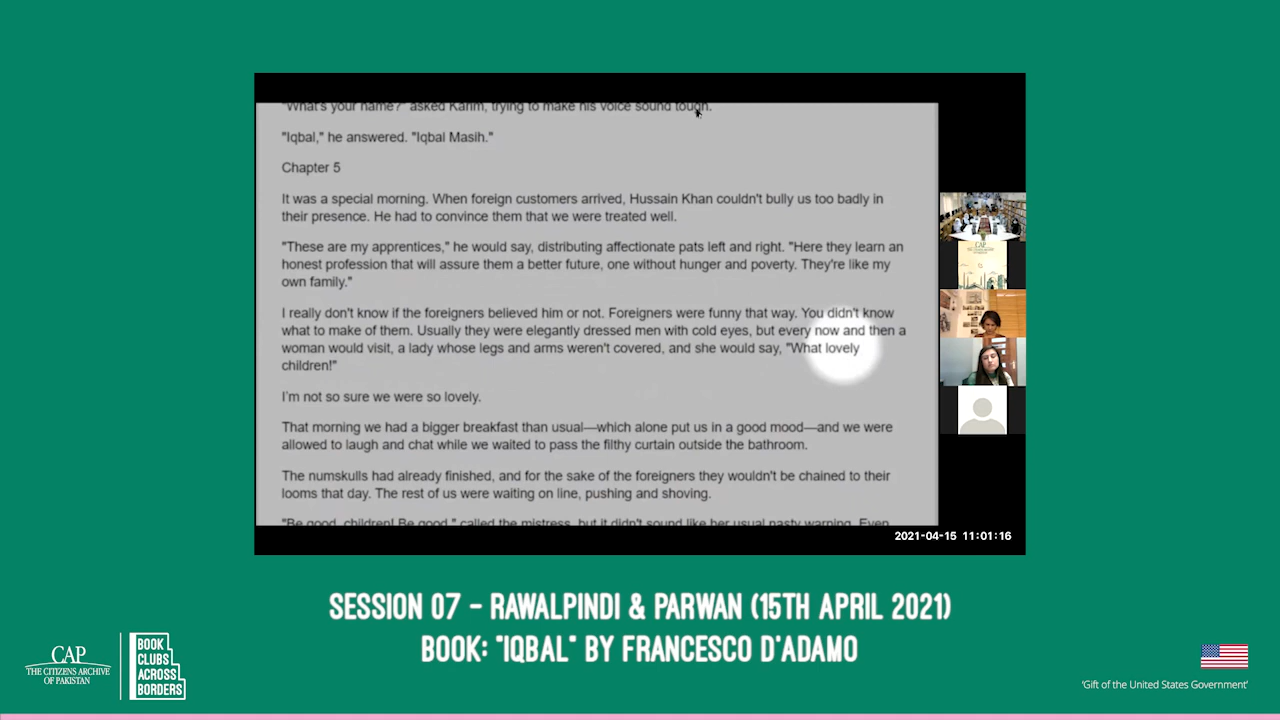 "What's your name?" asked Karim, trying to make his voice sound tough.
"Iqbal," he answered. "Iqbal Masih."
Chapter 5
It was a special morning. When foreign customers arrived, Hussain Khan couldn't bully us too badly in
their presence. He had to convince them that we were treated well.
"These are my apprentices," he would say, distributing affectionate pats left and right. "Here they learn an
honest profession that will assure them a better future, one without hunger and poverty. They're like my
own family."
I really don't know if the foreigners believed him or not. Foreigners were funny that way. You didn't know
what to make of them. Usually they were elegantly dressed men with cold eyes, but every now and then a
woman would visit, a lady whose legs and arms weren't covered, and she would say, "What lovely
children!"
I'm not so sure we were so lovely.
That morning we had a bigger breakfast than usual—which alone put us in a good mood—and we were
allowed to laugh and chat while we waited to pass the filthy curtain outside the bathroom.
The numskulls had already finished, and for the sake of the foreigners they wouldn't be chained to their
looms that day. The rest of us were waiting on line, pushing and shoving.
"Be good, children! Be good," called the mistress, but it didn't sound like her usual nasty warning. Even
CAP
2021-04-15 11:01:16
SESSION 07 - RAWALPINDI & PARWAN (15TH APRIL 2021)
BOOK: "IQBAL" BY FRANCESCO D'ADAMO
CAP
THE CITIZENS ARCHIVE
OF PAKISTAN
BOOK
CLUBS
ACROSS
BORDERS
'Gift of the United States Government'